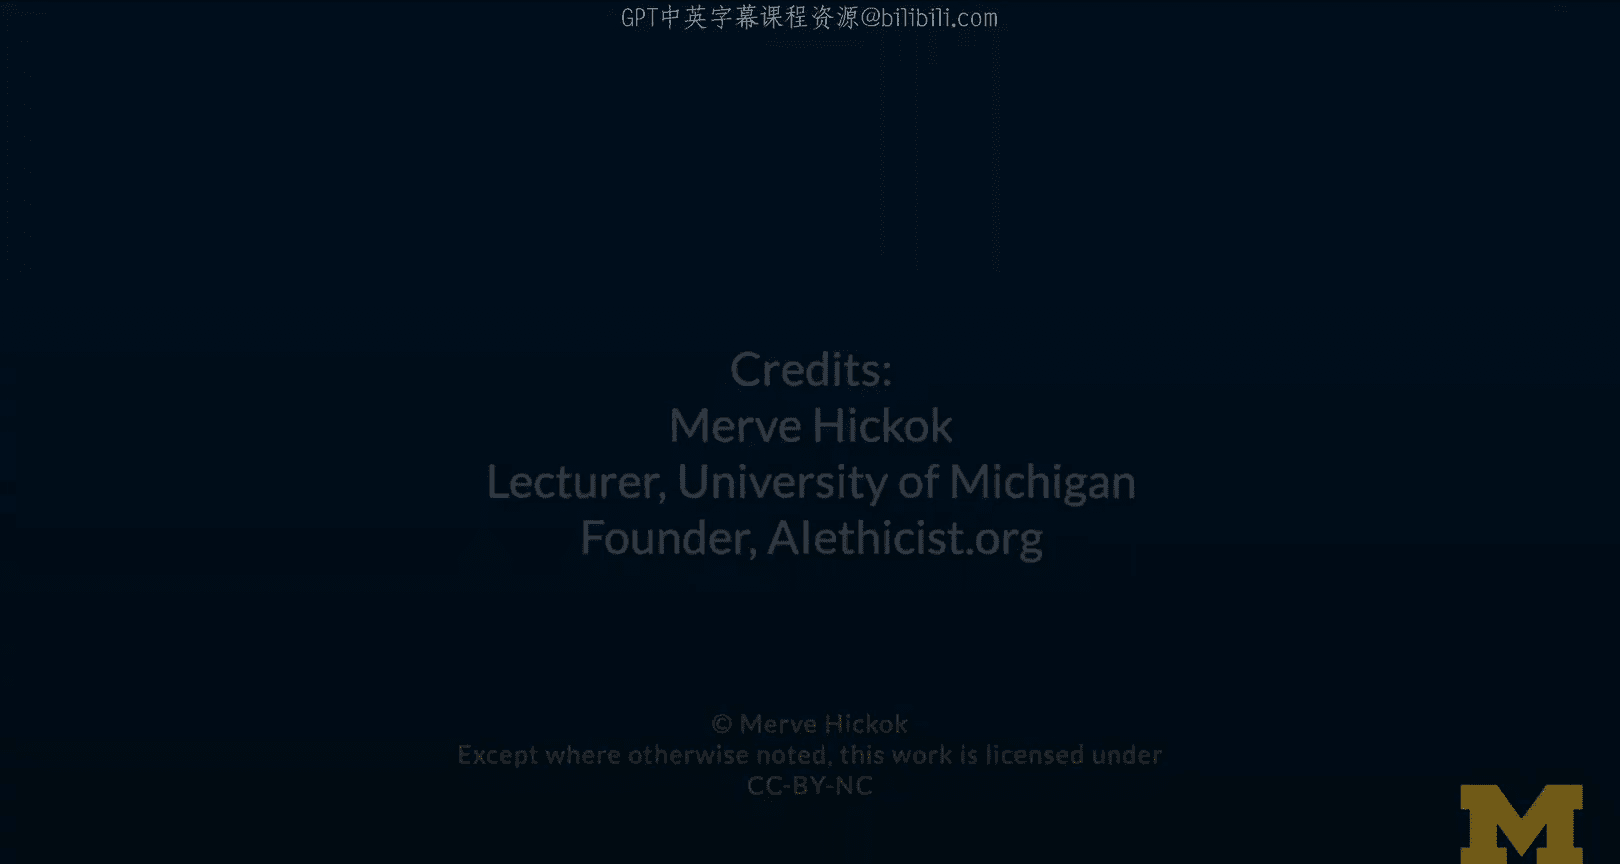 GPT中英字幕课程资源@bilibili.com
Credits:
Merve Hickok
Lecturer, University of Michigan
Founder, AIethicist.org
© Merve Hickok
Except where otherwise noted, this work is licensed under
CC-BY-NC
M